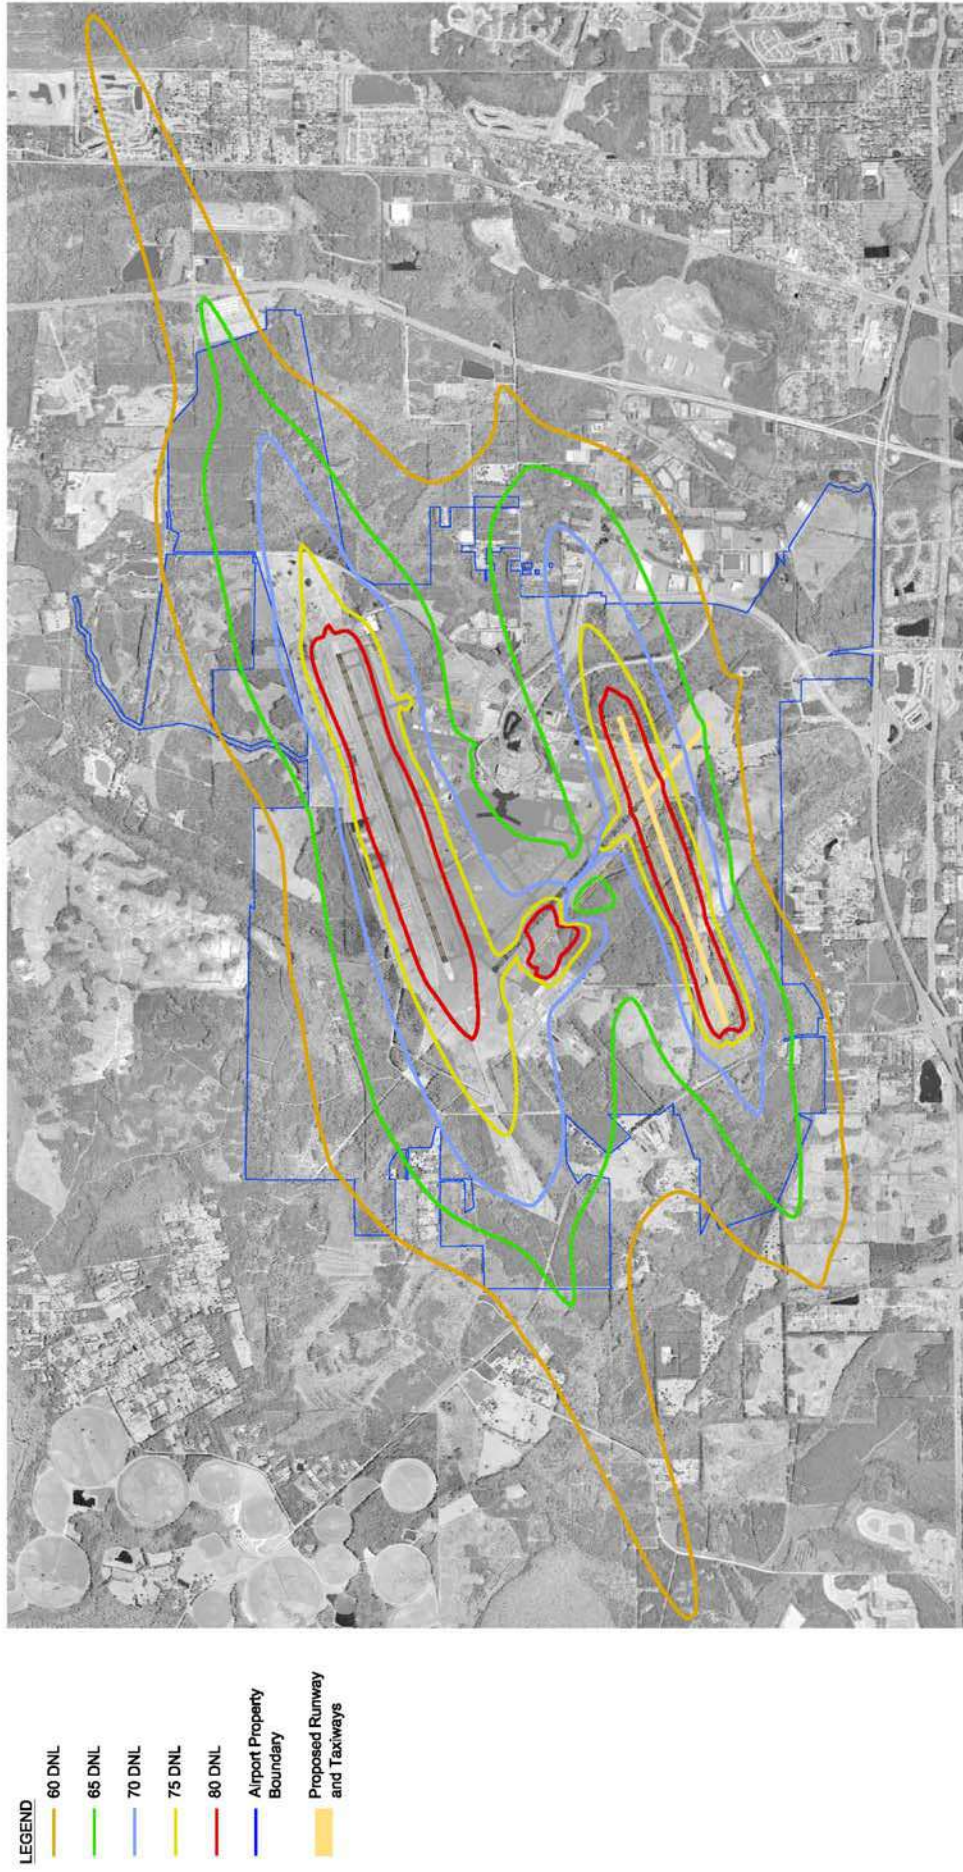 LEGEND
60 DNL
65 DNL
70 DNL
75 DNL
80 DNL
Airport Property
Boundary
Proposed Runway
and Taxiways